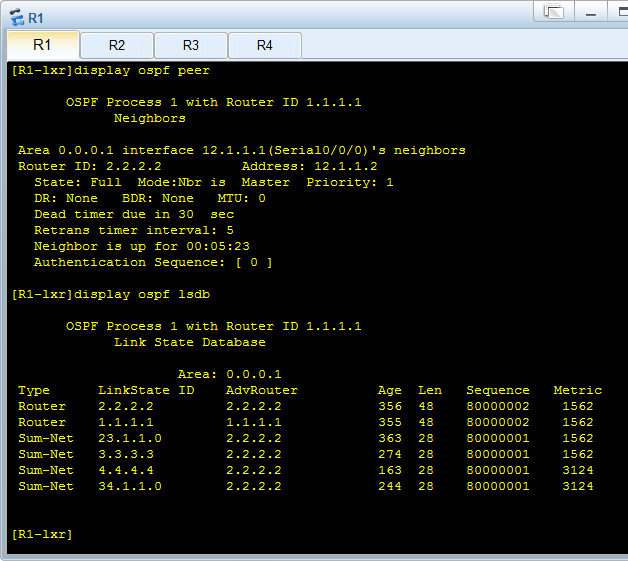 R1
R1 R2 R3 R4
[R1-lxr]display ospf peer
OSPF Process 1 with Router ID 1.1.1.1
Neighbors
Area 0.0.0.1 interface 12.1.1.1(Serial0/0/0)'s neighbors
Router ID: 2.2.2.2 Address: 12.1.1.2
State: Full Mode:Nbr is Master Priority: 1
DR: None BDR: None MTU: 0
Dead timer due in 30 sec
Retrans timer interval: 5
Neighbor is up for 00:05:23
Authentication Sequence: [ 0 ]
[R1-lxr]display ospf lsdb
OSPF Process 1 with Router ID 1.1.1.1
Link State Database
Area: 0.0.0.1
Type LinkState ID AdvRouter Age Len Sequence Metric
Router 2.2.2.2 2.2.2.2 356 48 80000002 1562
Router 1.1.1.1 1.1.1.1 355 48 80000002 1562
Sum-Net 23.1.1.0 2.2.2.2 363 28 80000001 1562
Sum-Net 3.3.3.3 2.2.2.2 274 28 80000001 1562
Sum-Net 4.4.4.4 2.2.2.2 163 28 80000001 3124
Sum-Net 34.1.1.0 2.2.2.2 244 28 80000001 3124
[R1-lxr]